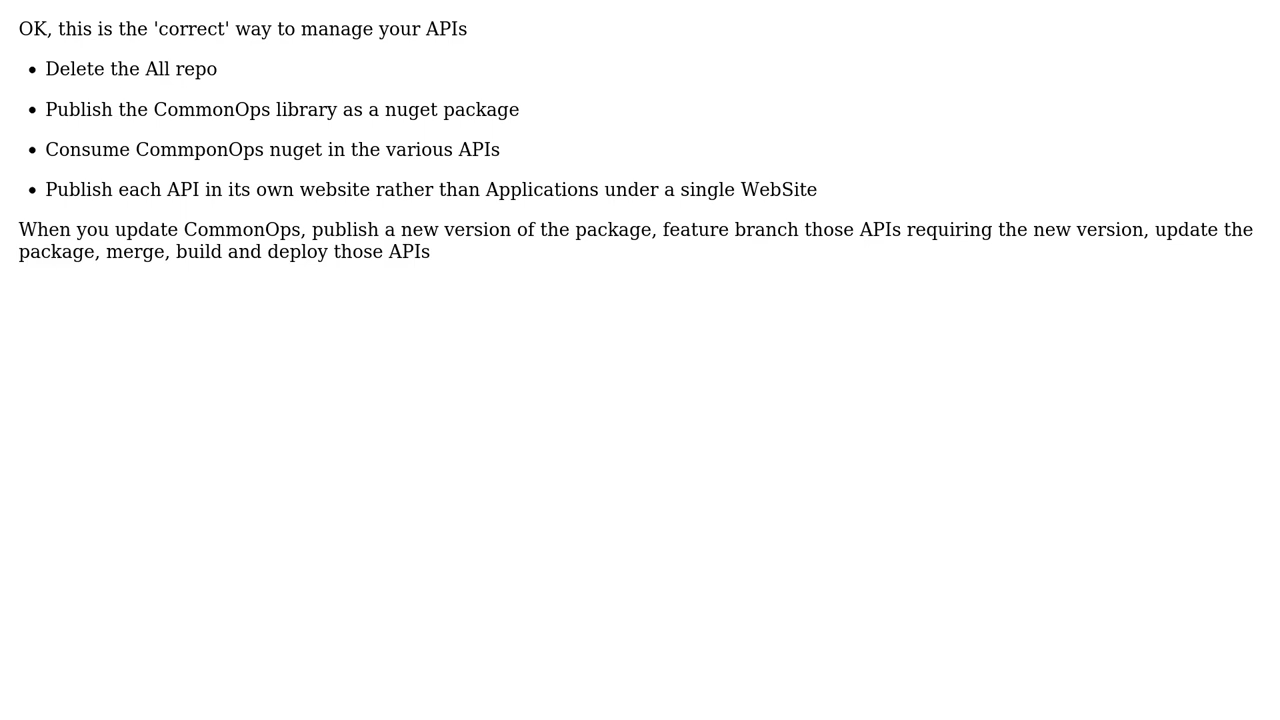 OK, this is the 'correct' way to manage your APIs
• Delete the All repo
• Publish the CommonOps library as a nuget package
• Consume CommponOps nuget in the various APIs
• Publish each API in its own website rather than Applications under a single WebSite
When you update CommonOps, publish a new version of the package, feature branch those APIs requiring the new version, update the
package, merge, build and deploy those APIs